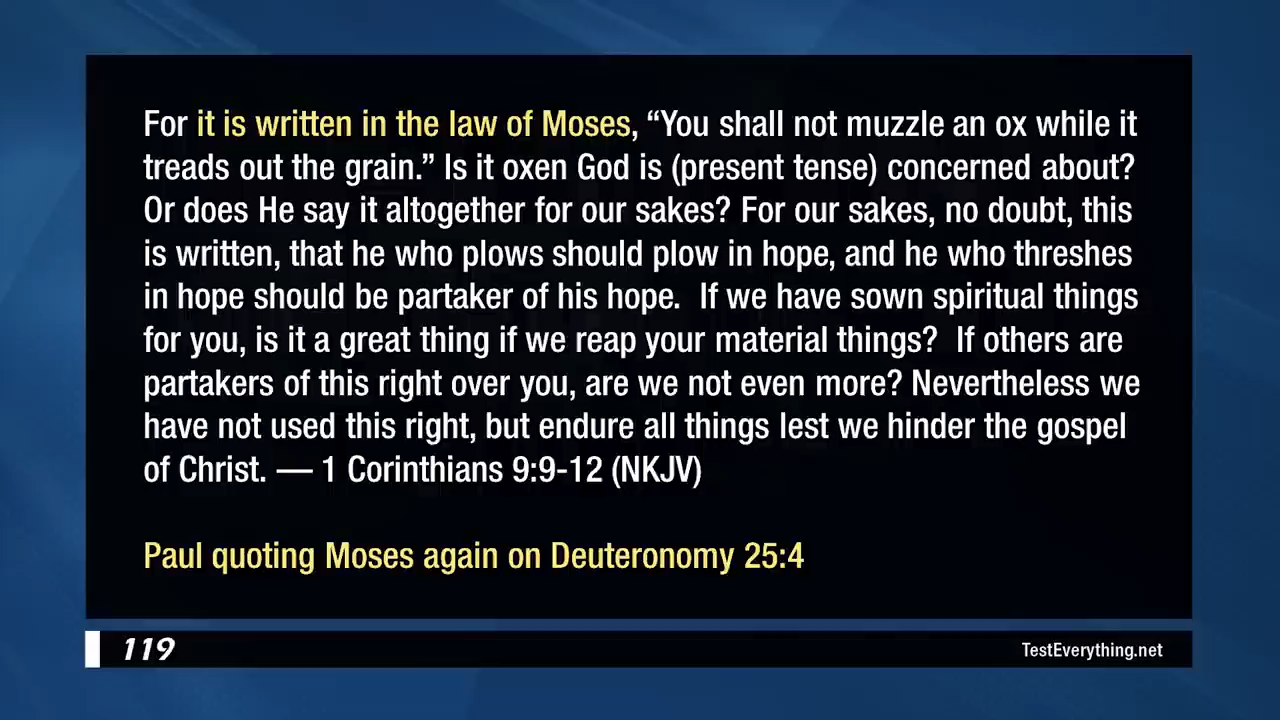 For it is written in the law of Moses, “You shall not muzzle an ox while it
treads out the grain.” Is it oxen God is (present tense) concerned about?
Or does He say it altogether for our sakes? For our sakes, no doubt, this
is written, that he who plows should plow in hope, and he who threshes
in hope should be partaker of his hope.  If we have sown spiritual things
for you, is it a great thing if we reap your material things?  If others are
partakers of this right over you, are we not even more? Nevertheless we
have not used this right, but endure all things lest we hinder the gospel
of Christ. — 1 Corinthians 9:9-12 (NKJV)
Paul quoting Moses again on Deuteronomy 25:4
119
TestEverything.net